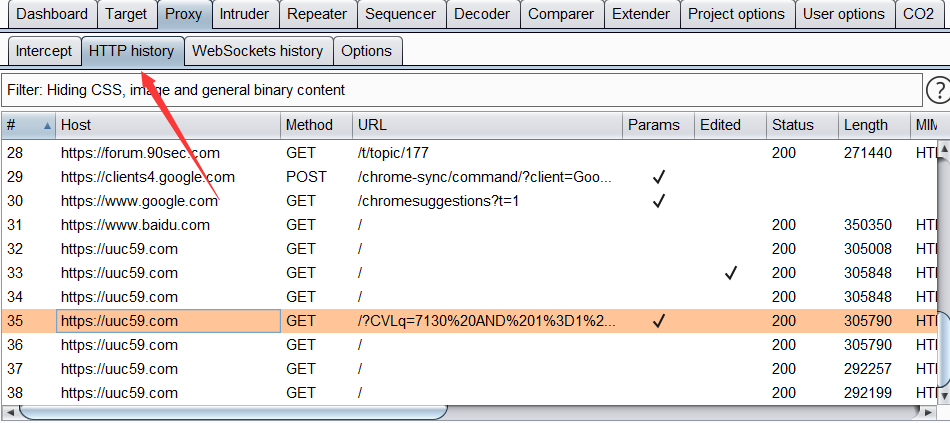 Dashboard Target Proxy Intruder Repeater Sequencer Decoder Comparer Extender Project options User options CO2
Intercept HTTP history WebSockets history Options
Filter: Hiding CSS, image and general binary content ?
# Host Method URL Params Edited Status Length MIM
28 https://forum.90sec.com GET /t/topic/177 200 271440 HTI
29 https://clients4.google.com POST /chrome-sync/command/?client=Goo... ✓
30 https://www.google.com GET /chromesuggestions?t=1 ✓
31 https://www.baidu.com GET / 200 350350 HTI
32 https://uuc59.com GET / 200 305008 HTI
33 https://uuc59.com GET / ✓ 200 305848 HTI
34 https://uuc59.com GET / 200 305848 HTI
35 https://uuc59.com GET /?CVLq=7130%20AND%201%3D1%2... ✓ 200 305790 HTI
36 https://uuc59.com GET / 200 305790 HTI
37 https://uuc59.com GET / 200 292257 HTI
38 https://uuc59.com GET / 200 292199 HTI